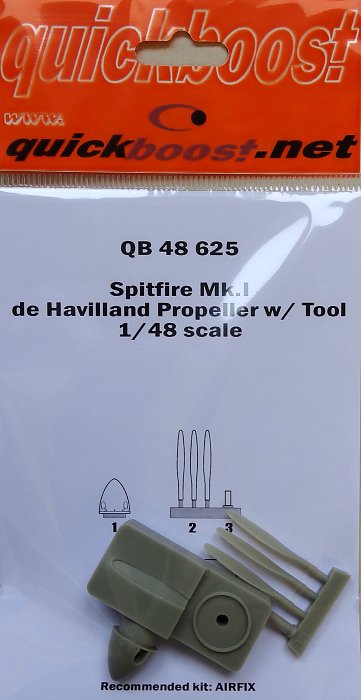 quickboost
www.
quickboost.net
QB 48 625
Spitfire Mk.I
de Havilland Propeller w/ Tool
1/48 scale
1 2 3
Recommended kit: AIRFIX